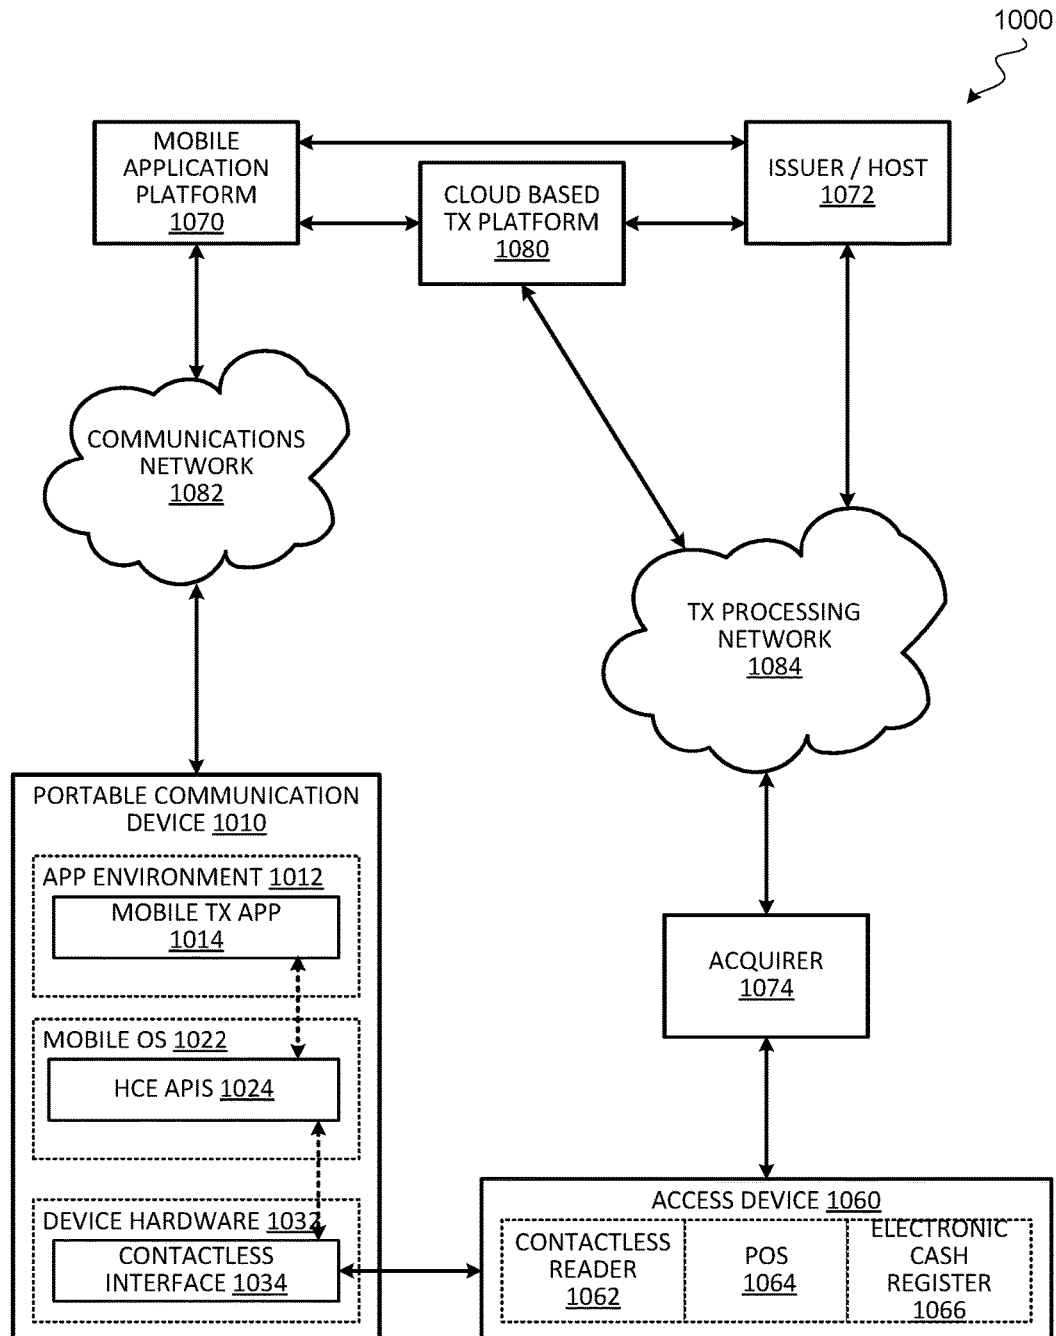 1000
MOBILE
APPLICATION
PLATFORM
1070
CLOUD BASED
TX PLATFORM
1080
ISSUER / HOST
1072
COMMUNICATIONS
NETWORK
1082
TX PROCESSING
NETWORK
1084
PORTABLE COMMUNICATION
DEVICE 1010
APP ENVIRONMENT 1012
MOBILE TX APP
1014
MOBILE OS 1022
HCE APIS 1024
DEVICE HARDWARE 1032
CONTACTLESS
INTERFACE 1034
ACQUIRER
1074
ACCESS DEVICE 1060
CONTACTLESS
READER
1062
POS
1064
ELECTRONIC
CASH
REGISTER
1066